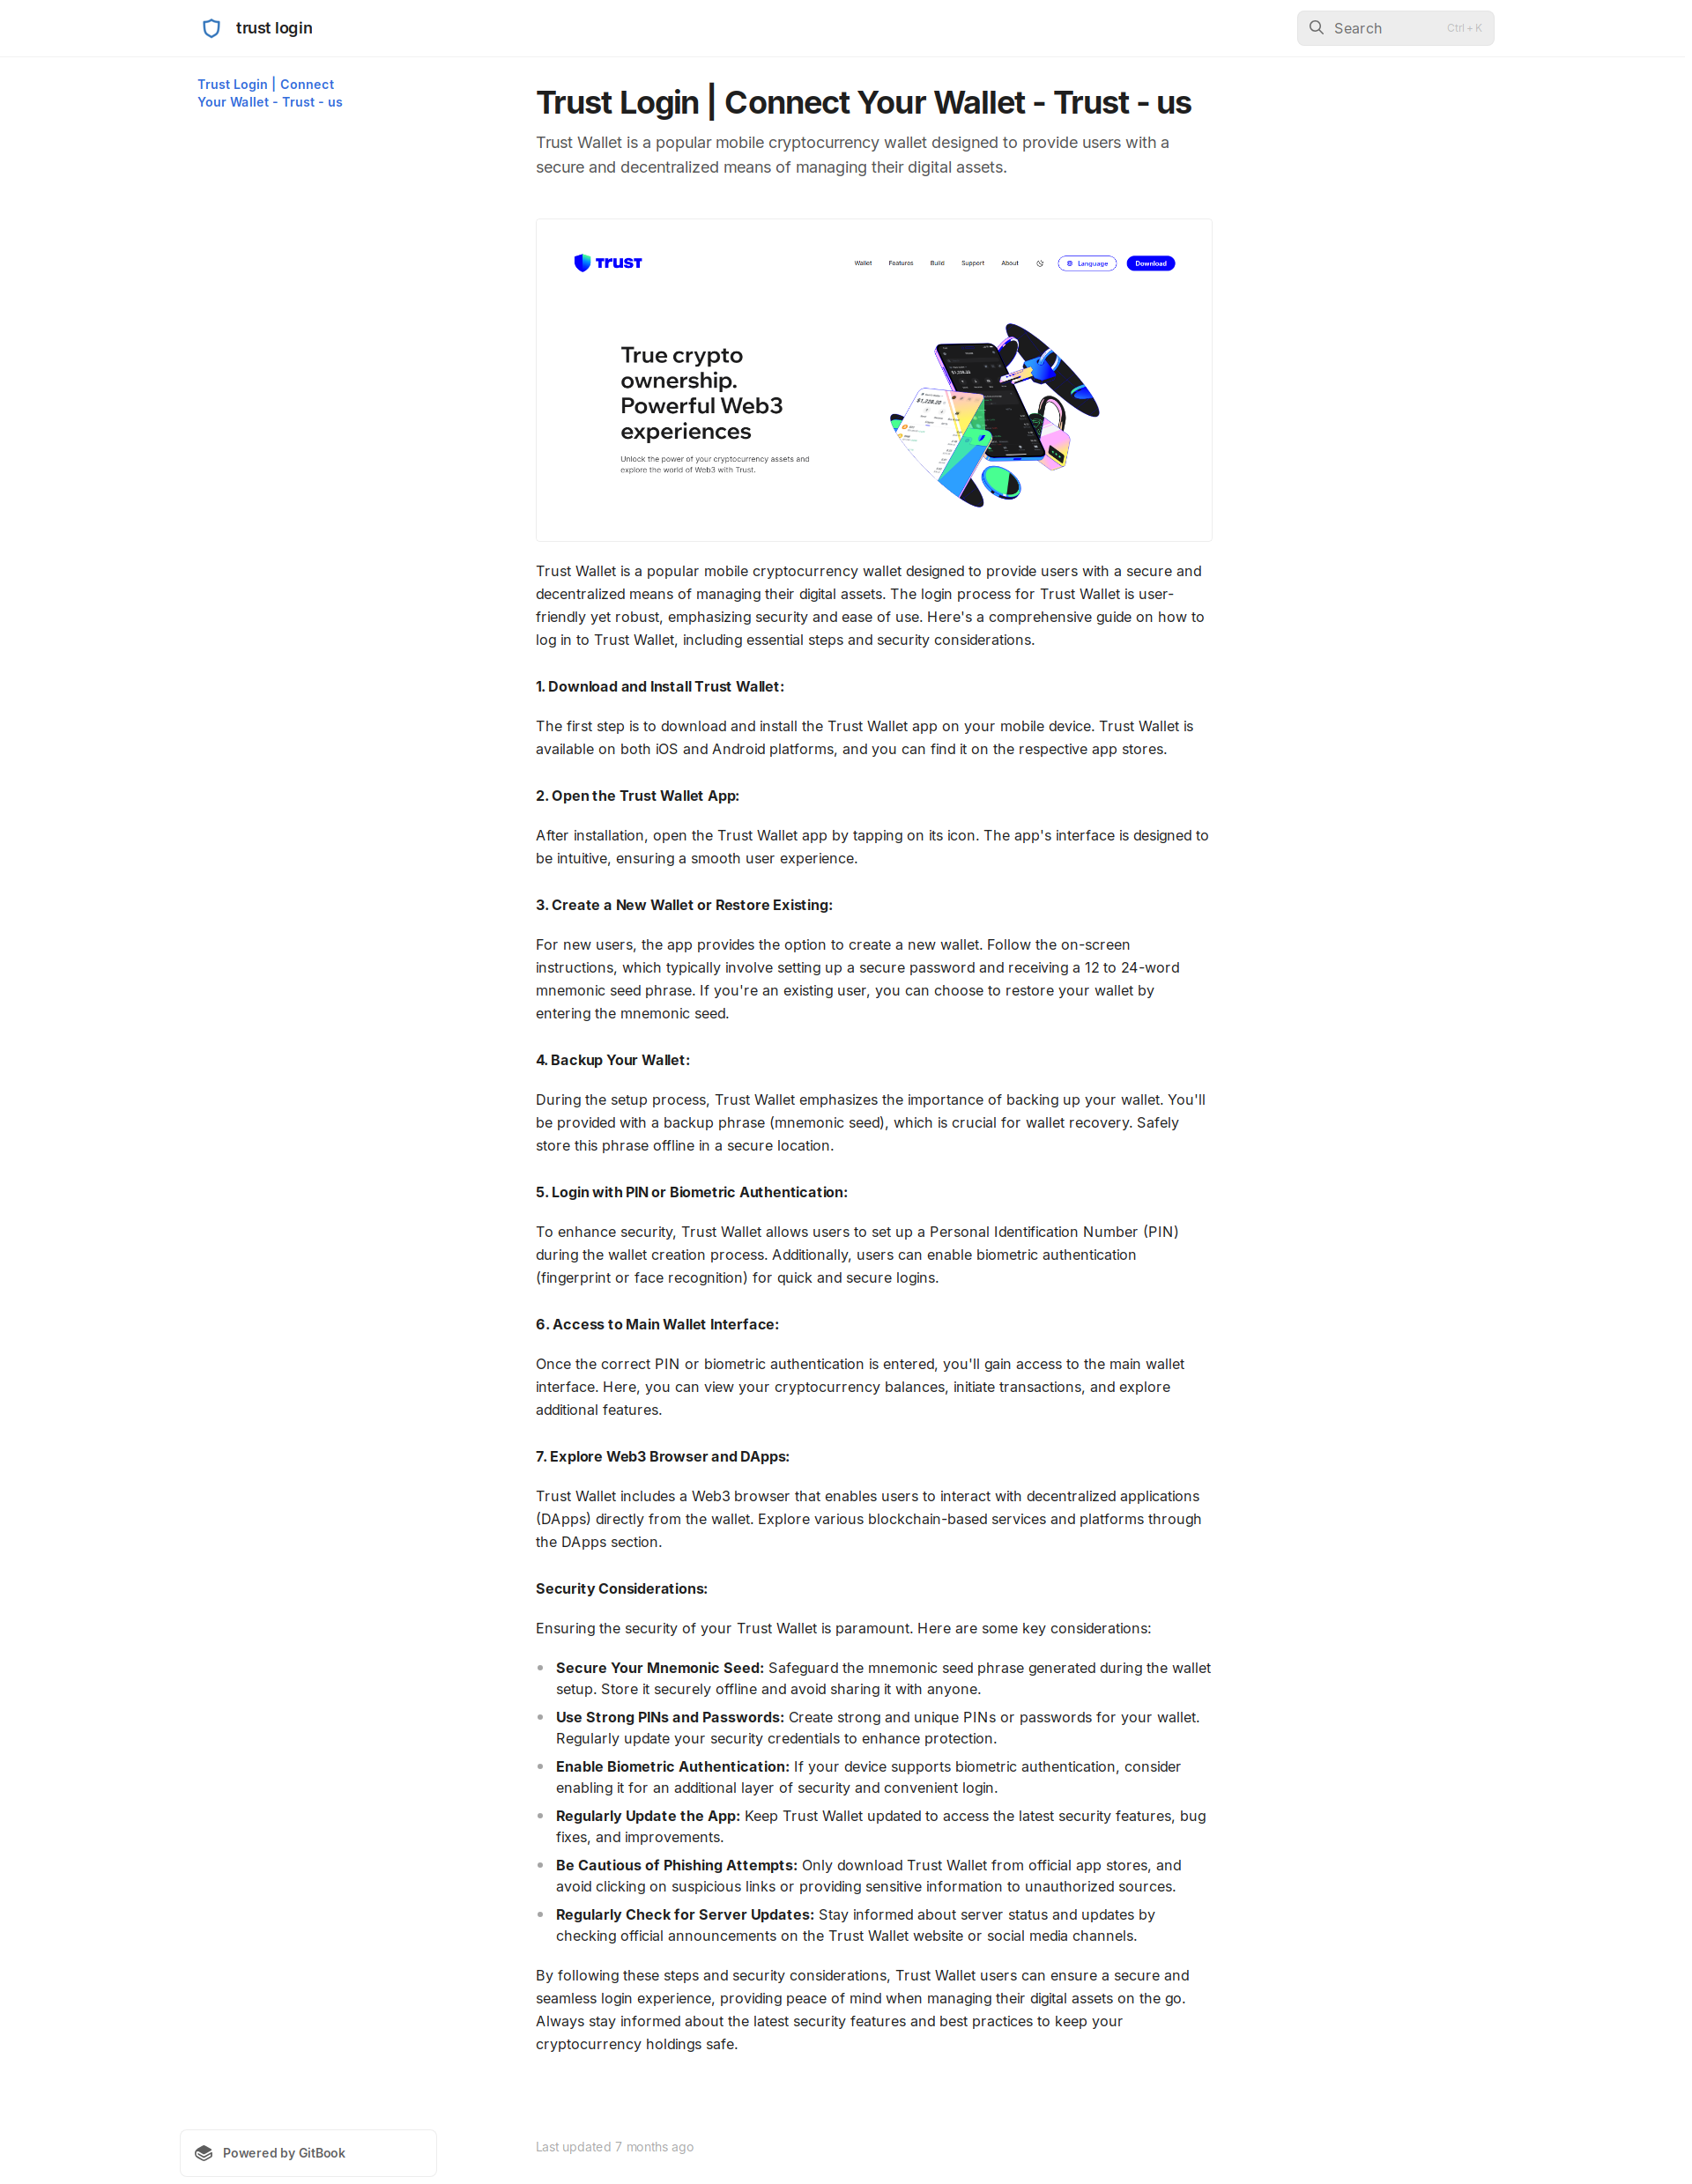 trust login
Search
Ctrl + K
Trust Login | Connect
Your Wallet - Trust - us
Trust Login | Connect Your Wallet - Trust - us
Trust Wallet is a popular mobile cryptocurrency wallet designed to provide users with a
secure and decentralized means of managing their digital assets.
TRUST
Wallet
Features
Build
Support
About
Language
Download
True crypto
ownership.
Powerful Web3
experiences
Unlock the power of your cryptocurrency assets and
explore the world of Web3 with Trust.
Trust Wallet is a popular mobile cryptocurrency wallet designed to provide users with a secure and
decentralized means of managing their digital assets. The login process for Trust Wallet is user-
friendly yet robust, emphasizing security and ease of use. Here's a comprehensive guide on how to
log in to Trust Wallet, including essential steps and security considerations.
1. Download and Install Trust Wallet:
The first step is to download and install the Trust Wallet app on your mobile device. Trust Wallet is
available on both iOS and Android platforms, and you can find it on the respective app stores.
2. Open the Trust Wallet App:
After installation, open the Trust Wallet app by tapping on its icon. The app's interface is designed to
be intuitive, ensuring a smooth user experience.
3. Create a New Wallet or Restore Existing:
For new users, the app provides the option to create a new wallet. Follow the on-screen
instructions, which typically involve setting up a secure password and receiving a 12 to 24-word
mnemonic seed phrase. If you're an existing user, you can choose to restore your wallet by
entering the mnemonic seed.
4. Backup Your Wallet:
During the setup process, Trust Wallet emphasizes the importance of backing up your wallet. You'll
be provided with a backup phrase (mnemonic seed), which is crucial for wallet recovery. Safely
store this phrase offline in a secure location.
5. Login with PIN or Biometric Authentication:
To enhance security, Trust Wallet allows users to set up a Personal Identification Number (PIN)
during the wallet creation process. Additionally, users can enable biometric authentication
(fingerprint or face recognition) for quick and secure logins.
6. Access to Main Wallet Interface:
Once the correct PIN or biometric authentication is entered, you'll gain access to the main wallet
interface. Here, you can view your cryptocurrency balances, initiate transactions, and explore
additional features.
7. Explore Web3 Browser and DApps:
Trust Wallet includes a Web3 browser that enables users to interact with decentralized applications
(DApps) directly from the wallet. Explore various blockchain-based services and platforms through
the DApps section.
Security Considerations:
Ensuring the security of your Trust Wallet is paramount. Here are some key considerations:
Secure Your Mnemonic Seed: Safeguard the mnemonic seed phrase generated during the wallet
setup. Store it securely offline and avoid sharing it with anyone.
Use Strong PINs and Passwords: Create strong and unique PINs or passwords for your wallet.
Regularly update your security credentials to enhance protection.
Enable Biometric Authentication: If your device supports biometric authentication, consider
enabling it for an additional layer of security and convenient login.
Regularly Update the App: Keep Trust Wallet updated to access the latest security features, bug
fixes, and improvements.
Be Cautious of Phishing Attempts: Only download Trust Wallet from official app stores, and
avoid clicking on suspicious links or providing sensitive information to unauthorized sources.
Regularly Check for Server Updates: Stay informed about server status and updates by
checking official announcements on the Trust Wallet website or social media channels.
By following these steps and security considerations, Trust Wallet users can ensure a secure and
seamless login experience, providing peace of mind when managing their digital assets on the go.
Always stay informed about the latest security features and best practices to keep your
cryptocurrency holdings safe.
Powered by GitBook
Last updated 7 months ago